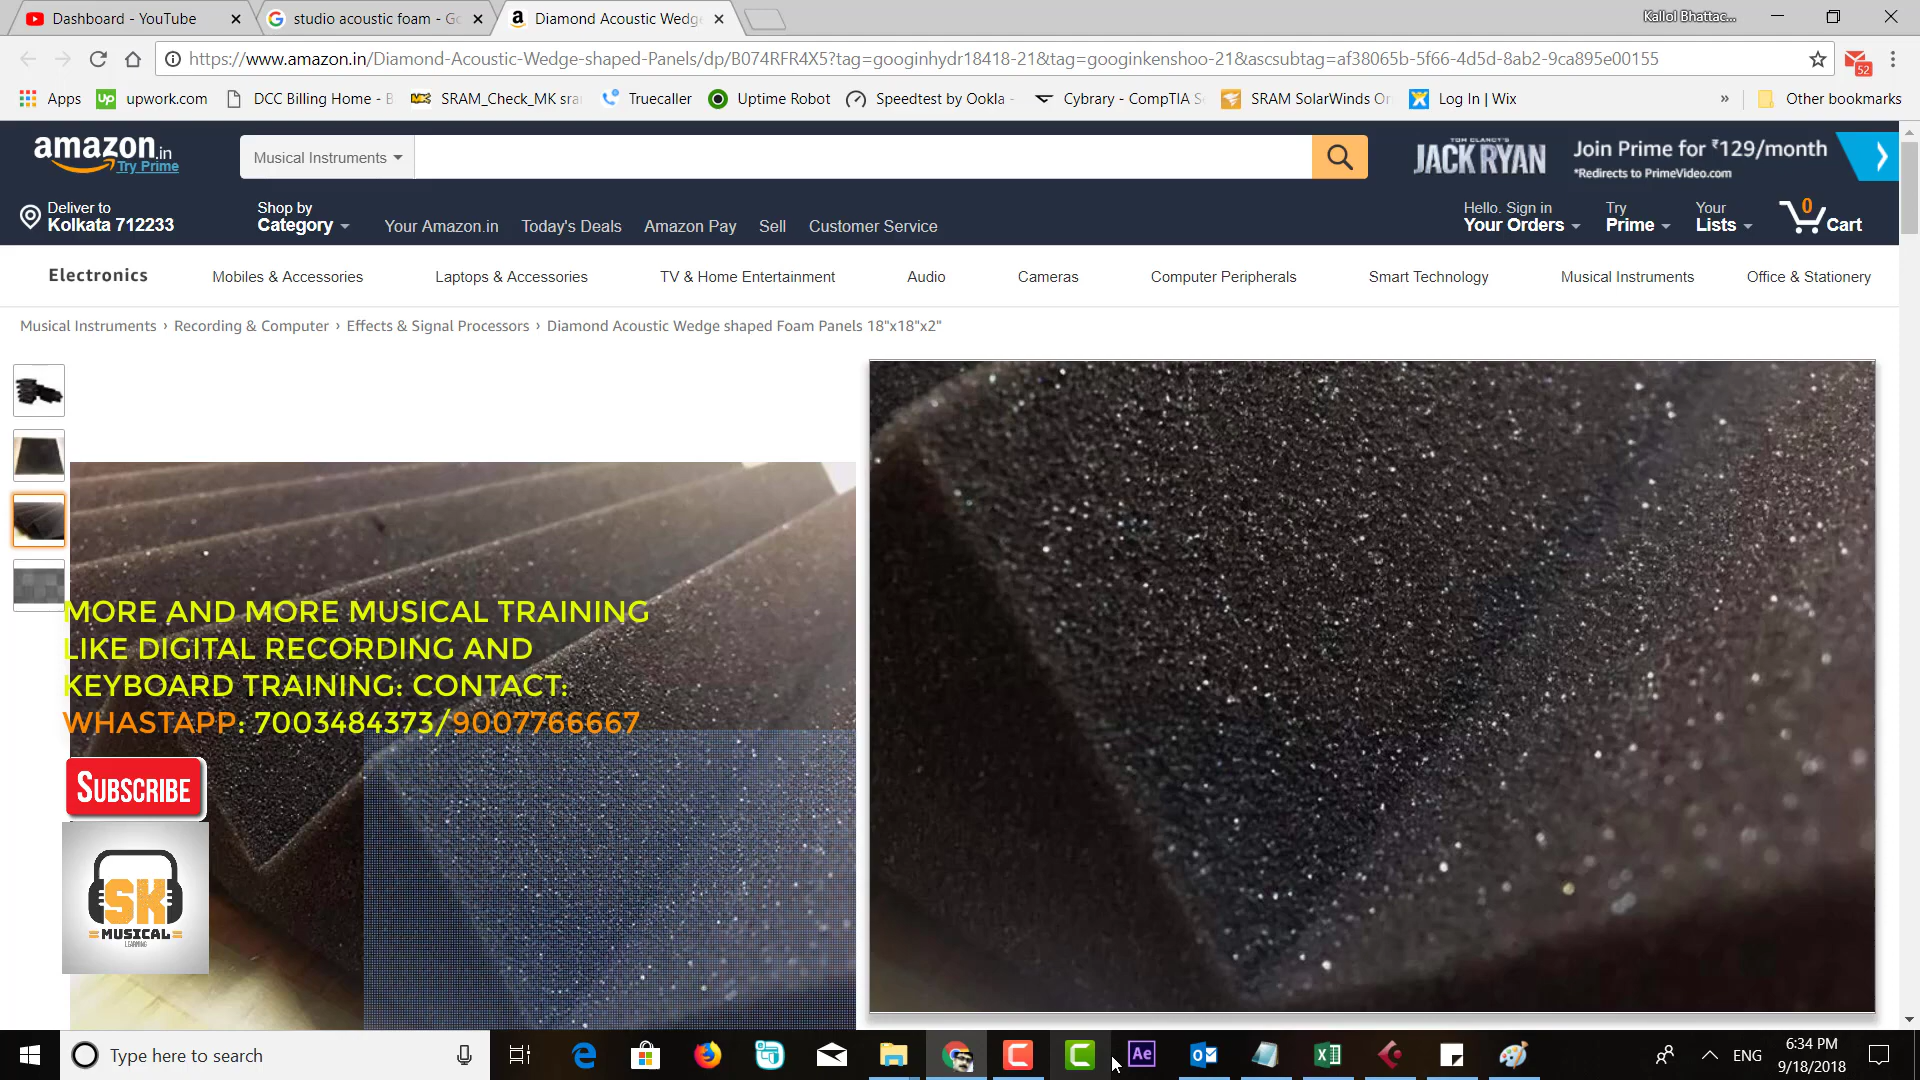 Dashboard - YouTube
studio acoustic foam - Go
Diamond Acoustic Wedge
Kallol Bhattac...
https://www.amazon.in/Diamond-Acoustic-Wedge-shaped-Panels/dp/B074RFR4X5?tag=googinhydr18418-21&tag=googinkenshoo-21&ascsubtag=af38065b-5f66-4d5d-8ab2-9ca895e00155
52
Apps
Up upwork.com
DCC Billing Home - B
SRAM_Check_MK sra
Truecaller
Uptime Robot
Speedtest by Ookla -
Cybrary - CompTIA S
SRAM SolarWinds Or
Log In | Wix
»
Other bookmarks
amazon.in
Try Prime
Musical Instruments
TOM CLANCY'S
JACK RYAN
Join Prime for ₹129/month
*Redirects to PrimeVideo.com
Deliver to
Kolkata 712233
Shop by
Category
Your Amazon.in
Today's Deals
Amazon Pay
Sell
Customer Service
Hello. Sign in
Your Orders
Try
Prime
Your
Lists
0
Cart
Electronics
Mobiles & Accessories
Laptops & Accessories
TV & Home Entertainment
Audio
Cameras
Computer Peripherals
Smart Technology
Musical Instruments
Office & Stationery
Musical Instruments › Recording & Computer › Effects & Signal Processors › Diamond Acoustic Wedge shaped Foam Panels 18"x18"x2"
MORE AND MORE MUSICAL TRAINING
LIKE DIGITAL RECORDING AND
KEYBOARD TRAINING: CONTACT:
WHASTAPP: 7003484373/9007766667
SUBSCRIBE
SK
MUSICAL
LEARNING
Type here to search
Ae
ENG
6:34 PM
9/18/2018